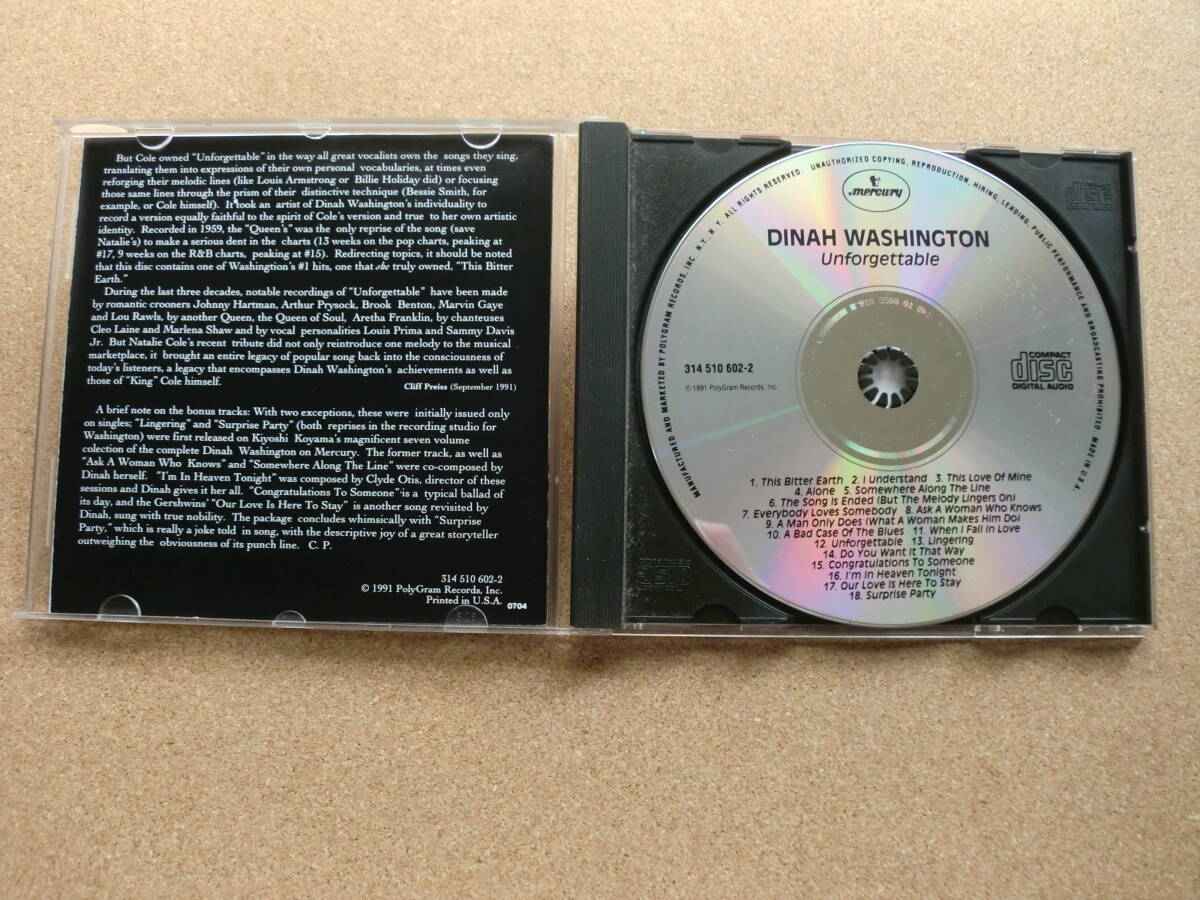 But Cole owned "Unforgettable" in the way all great vocalists own the songs they sing,
translating them into expressions of their own personal vocabularies, at times even
reforging their melodic lines (like Louis Armstrong or Billie Holiday did) or focusing
those same lines through the prism of their distinctive technique (Bessie Smith, for
example, or Cole himself). It took an artist of Dinah Washington's individuality to
record a version equally faithful to the spirit of Cole's version and true to her own artistic
identity. Recorded in 1959, the "Queen's" was the only reprise of the song (save
Natalie's) to make a serious dent in the charts (13 weeks on the pop charts, peaking at
#17, 9 weeks on the R&B charts, peaking at #15). Redirecting topics, it should be noted
that this disc contains one of Washington's #1 hits, one that she truly owned, "This Bitter
Earth."
During the last three decades, notable recordings of "Unforgettable" have been made
by romantic crooners Johnny Hartman, Arthur Prysock, Brook Benton, Marvin Gaye
and Lou Rawls, by another Queen, the Queen of Soul, Aretha Franklin, by chanteuses
Cleo Laine and Marlena Shaw and by vocal personalities Louis Prima and Sammy Davis
Jr. But Natalie Cole's recent tribute did not only reintroduce one melody to the musical
marketplace, it brought an entire legacy of popular song back into the consciousness of
today's listeners, a legacy that encompasses Dinah Washington's achievements as well as
those of "King" Cole himself.
Cliff Preiss (September 1991)
A brief note on the bonus tracks: With two exceptions, these were initially issued only
on singles; "Lingering" and "Surprise Party" (both reprises in the recording studio for
Washington) were first released on Kiyoshi Koyama's magnificent seven volume
colection of the complete Dinah Washington on Mercury. The former track, as well as
"Ask A Woman Who Knows" and "Somewhere Along The Line" were co-composed by
Dinah herself. "I'm In Heaven Tonight" was composed by Clyde Otis, director of these
sessions and Dinah gives it her all. "Congratulations To Someone" is a typical ballad of
its day, and the Gershwins' "Our Love Is Here To Stay" is another song revisited by
Dinah, sung with true nobility. The package concludes whimsically with "Surprise
Party," which is really a joke told in song, with the descriptive joy of a great storyteller
outweighing the obviousness of its punch line. C. P.
314 510 602-2
© 1991 PolyGram Records, Inc.
Printed in U.S.A.
0704
MANUFACTURED AND MARKETED BY POLYGRAM RECORDS, INC. N.Y., N.Y. ALL RIGHTS RESERVED. UNAUTHORIZED COPYING, REPRODUCTION, HIRING, LENDING, PUBLIC PERFORMANCE AND BROADCASTING PROHIBITED. MADE IN U.S.A.
mercury
DINAH WASHINGTON
Unforgettable
314 510 602-2
℗ 1991 PolyGram Records, Inc.
COMPACT
disc
DIGITAL AUDIO
1. This Bitter Earth 2. I Understand 3. This Love Of Mine
4. Alone 5. Somewhere Along The Line
6. The Song Is Ended (But The Melody Lingers On)
7. Everybody Loves Somebody 8. Ask A Woman Who Knows
9. A Man Only Does (What A Woman Makes Him Do)
10. A Bad Case Of The Blues 11. When I Fall In Love
12. Unforgettable 13. Lingering
14. Do You Want It That Way
15. Congratulations To Someone
16. I'm In Heaven Tonight
17. Our Love Is Here To Stay
18. Surprise Party